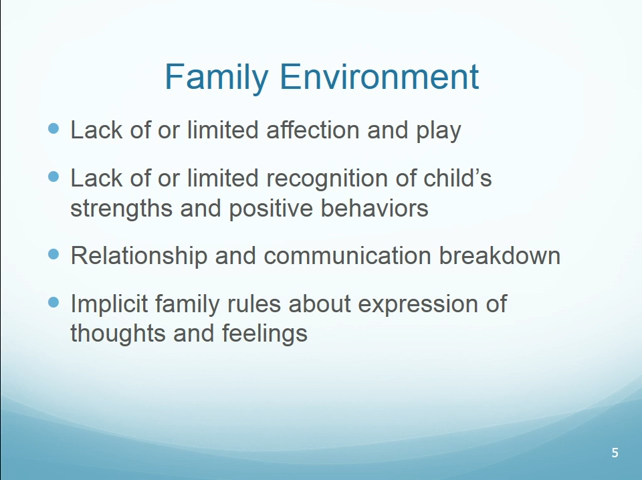 Family Environment
Lack of or limited affection and play
Lack of or limited recognition of child’s
strengths and positive behaviors
Relationship and communication breakdown
Implicit family rules about expression of
thoughts and feelings
5